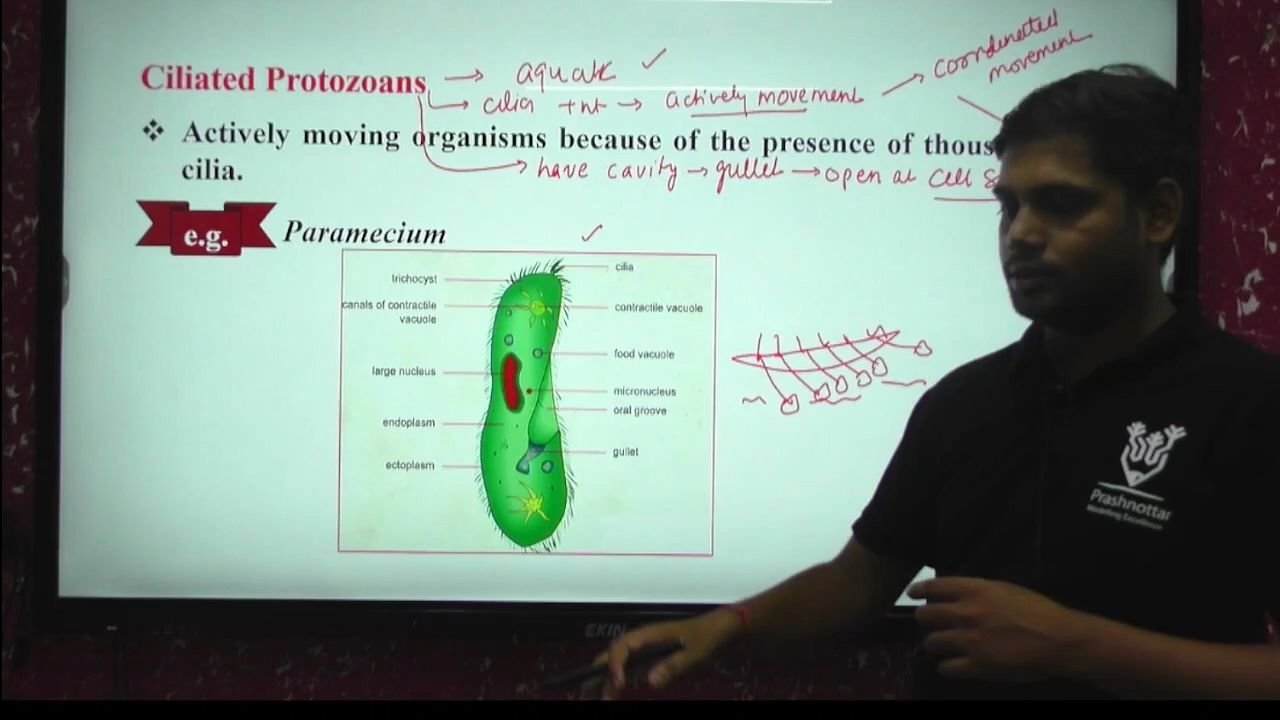 Ciliated Protozoans → aquatic ✓
→ cilia +nt → actively movement → coordinated movement
❖ Actively moving organisms because of the presence of thous
→ have cavity → gullet → open at cell S
cilia.
e.g. Paramecium ✓
cilia
trichocyst
canals of contractile
vacuole
contractile vacuole
food vacuole
large nucleus
micronucleus
oral groove
endoplasm
gullet
ectoplasm
Prashnottar
EKIN